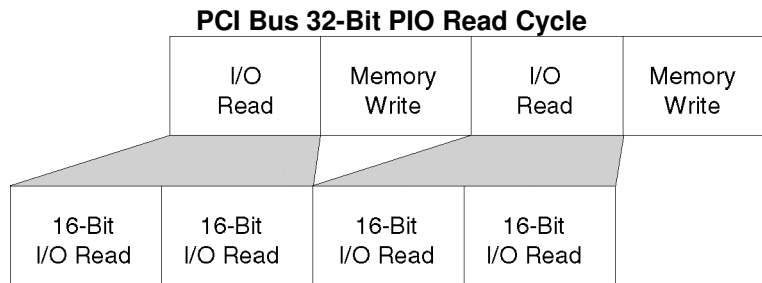 PCI Bus 32-Bit PIO Read Cycle
I/O
Read
Memory
Write
I/O
Read
Memory
Write
16-Bit
I/O Read
16-Bit
I/O Read
16-Bit
I/O Read
16-Bit
I/O Read